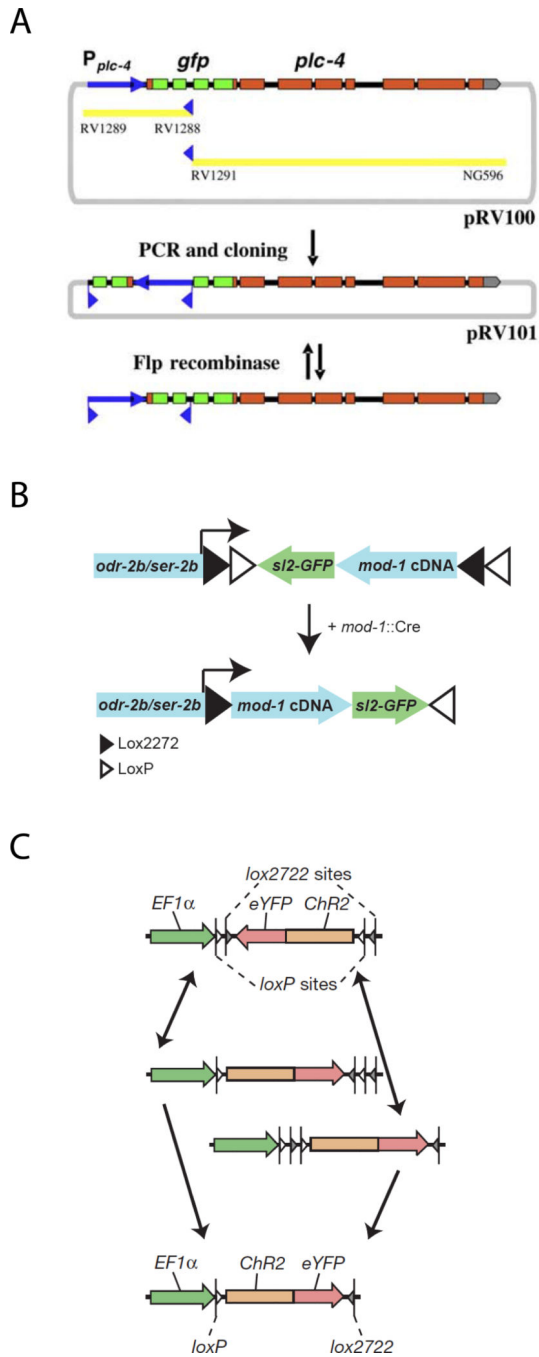 A
P plc-4 gfp plc-4
RV1289 RV1288
RV1291 NG596
pRV100
PCR and cloning
pRV101
Flp recombinase
B
odr-2b/ser-2b sl2-GFP mod-1 cDNA
+ mod-1::Cre
odr-2b/ser-2b mod-1 cDNA sl2-GFP
Lox2272
LoxP
C
lox2722 sites
EF1α eYFP ChR2
loxP sites
EF1α ChR2 eYFP
loxP lox2722